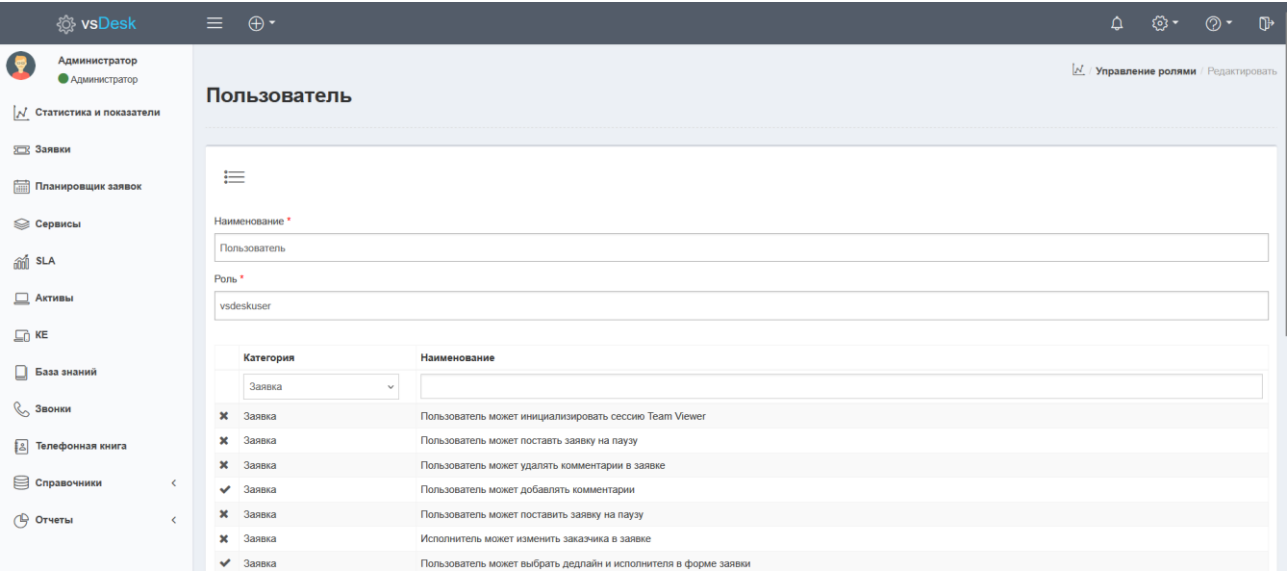 vsDesk
Администратор
Администратор
Статистика и показатели
Заявки
Планировщик заявок
Сервисы
SLA
Активы
КЕ
База знаний
Звонки
Телефонная книга
Справочники
Отчеты
/ Управление ролями / Редактировать
Пользователь
Наименование *
Пользователь
Роль *
vsdeskuser
Категория Наименование
Заявка
Заявка Пользователь может инициализировать сессию Team Viewer
Заявка Пользователь может поставть заявку на паузу
Заявка Пользователь может удалять комментарии в заявке
Заявка Пользователь может добавлять комментарии
Заявка Пользователь может поставить заявку на паузу
Заявка Исполнитель может изменить заказчика в заявке
Заявка Пользователь может выбрать дедлайн и исполнителя в форме заявки